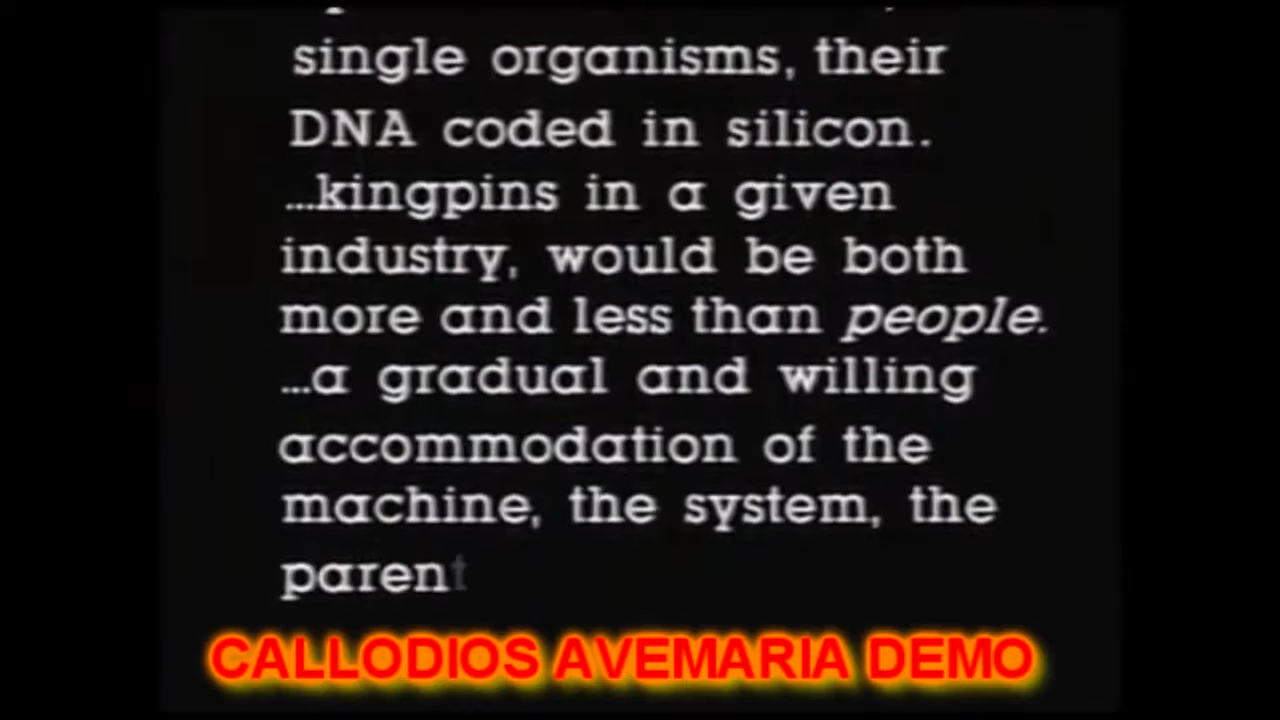 single organisms, their
DNA coded in silicon.
...kingpins in a given
industry, would be both
more and less than people.
...a gradual and willing
accommodation of the
machine, the system, the
parent
CALLODIOS AVEMARIA DEMO